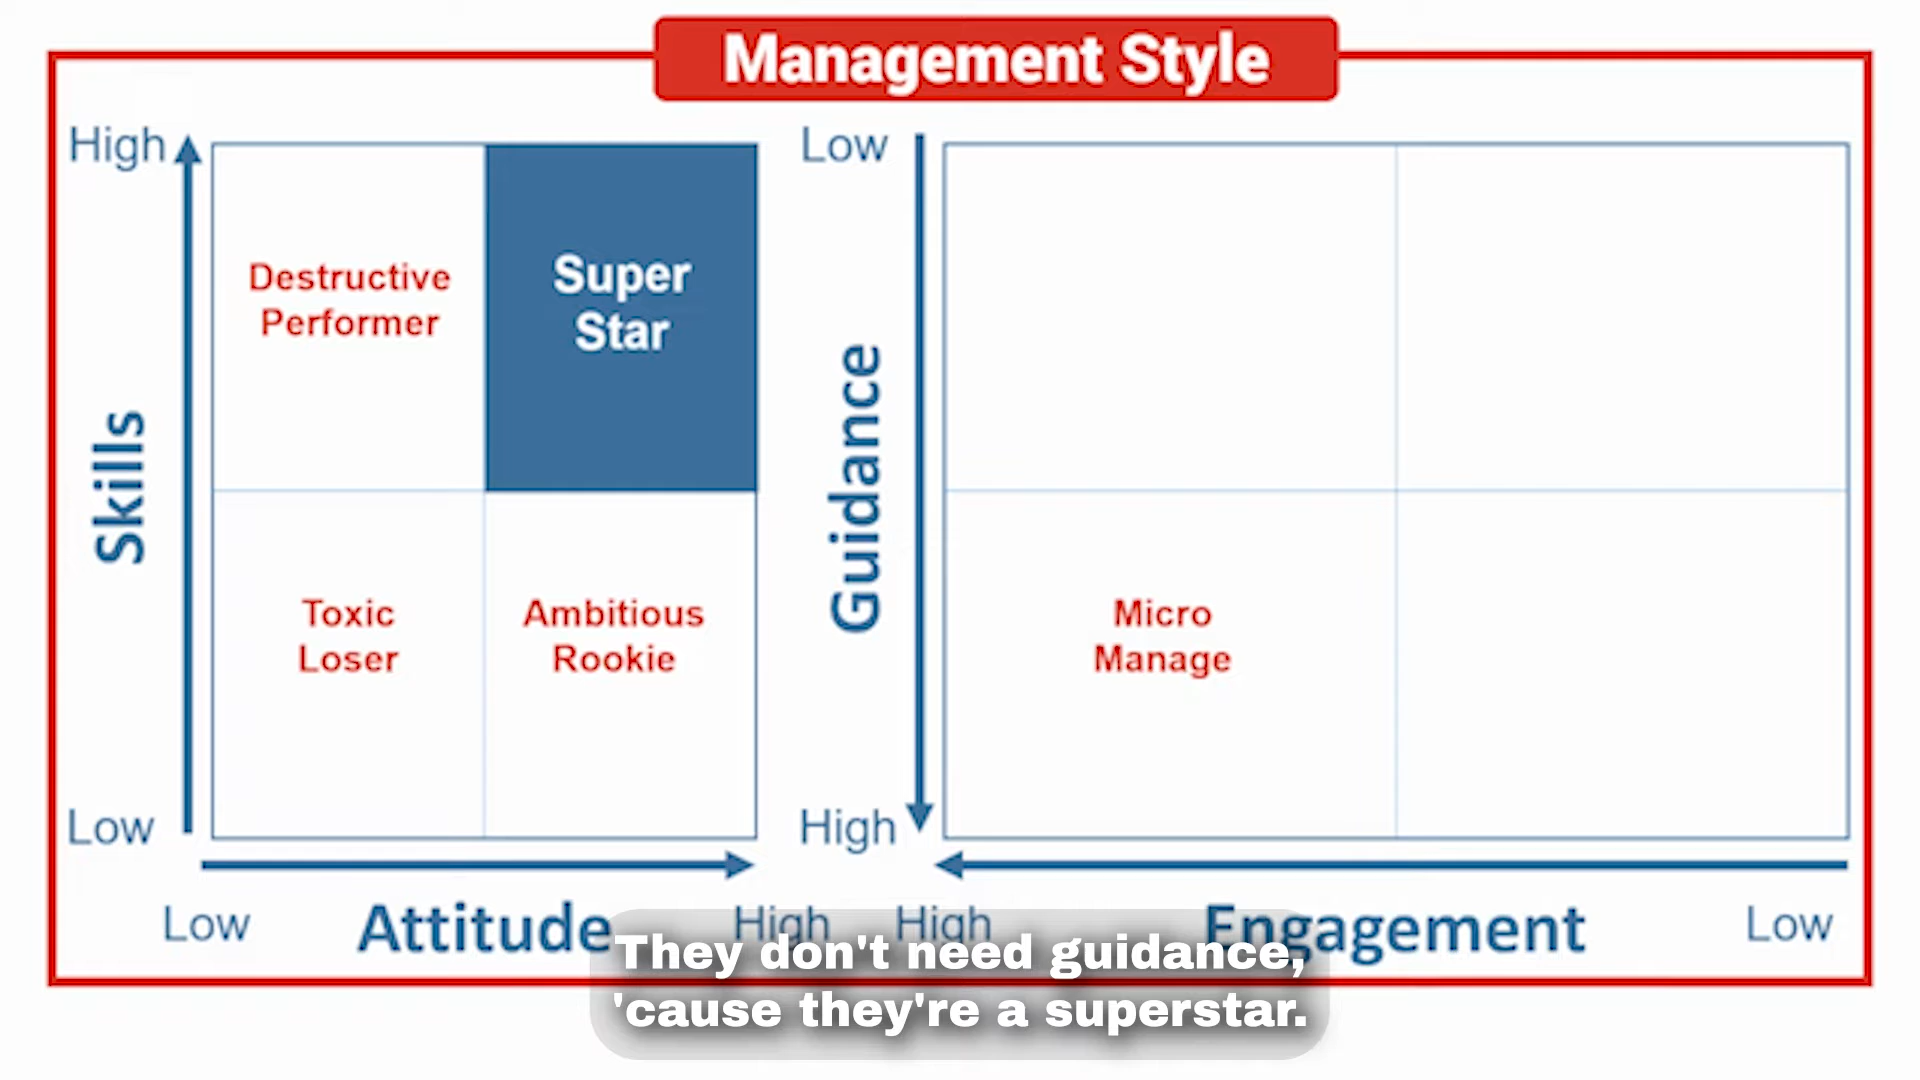 Management Style
High
Low
Destructive
Performer
Super
Star
Skills
Guidance
Toxic
Loser
Ambitious
Rookie
Micro
Manage
Low
High
Low
Attitude
High
High
Engagement
Low
They don't need guidance,
'cause they're a superstar.